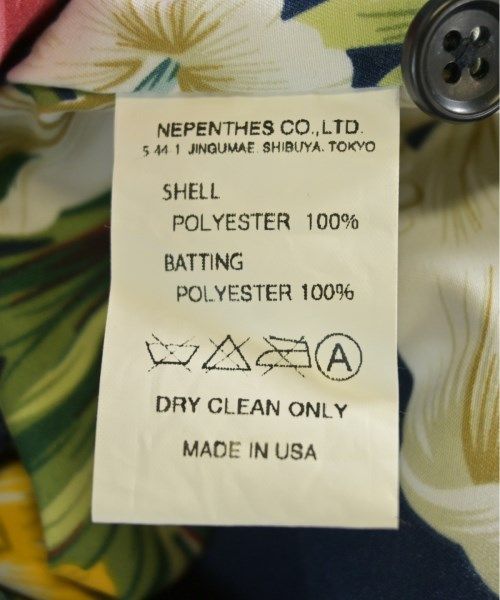 NEPENTHES CO.,LTD.
5 44 1 JINGUMAE. SHIBUYA. TOKYO
SHELL
POLYESTER 100%
BATTING
POLYESTER 100%
A
DRY CLEAN ONLY
MADE IN USA